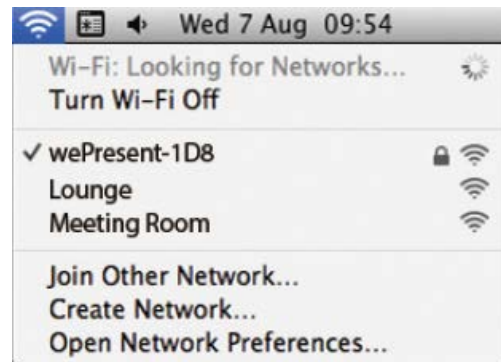 Wed 7 Aug 09:54
Wi-Fi: Looking for Networks...
Turn Wi-Fi Off
wePresent-1D8
Lounge
Meeting Room
Join Other Network...
Create Network...
Open Network Preferences...